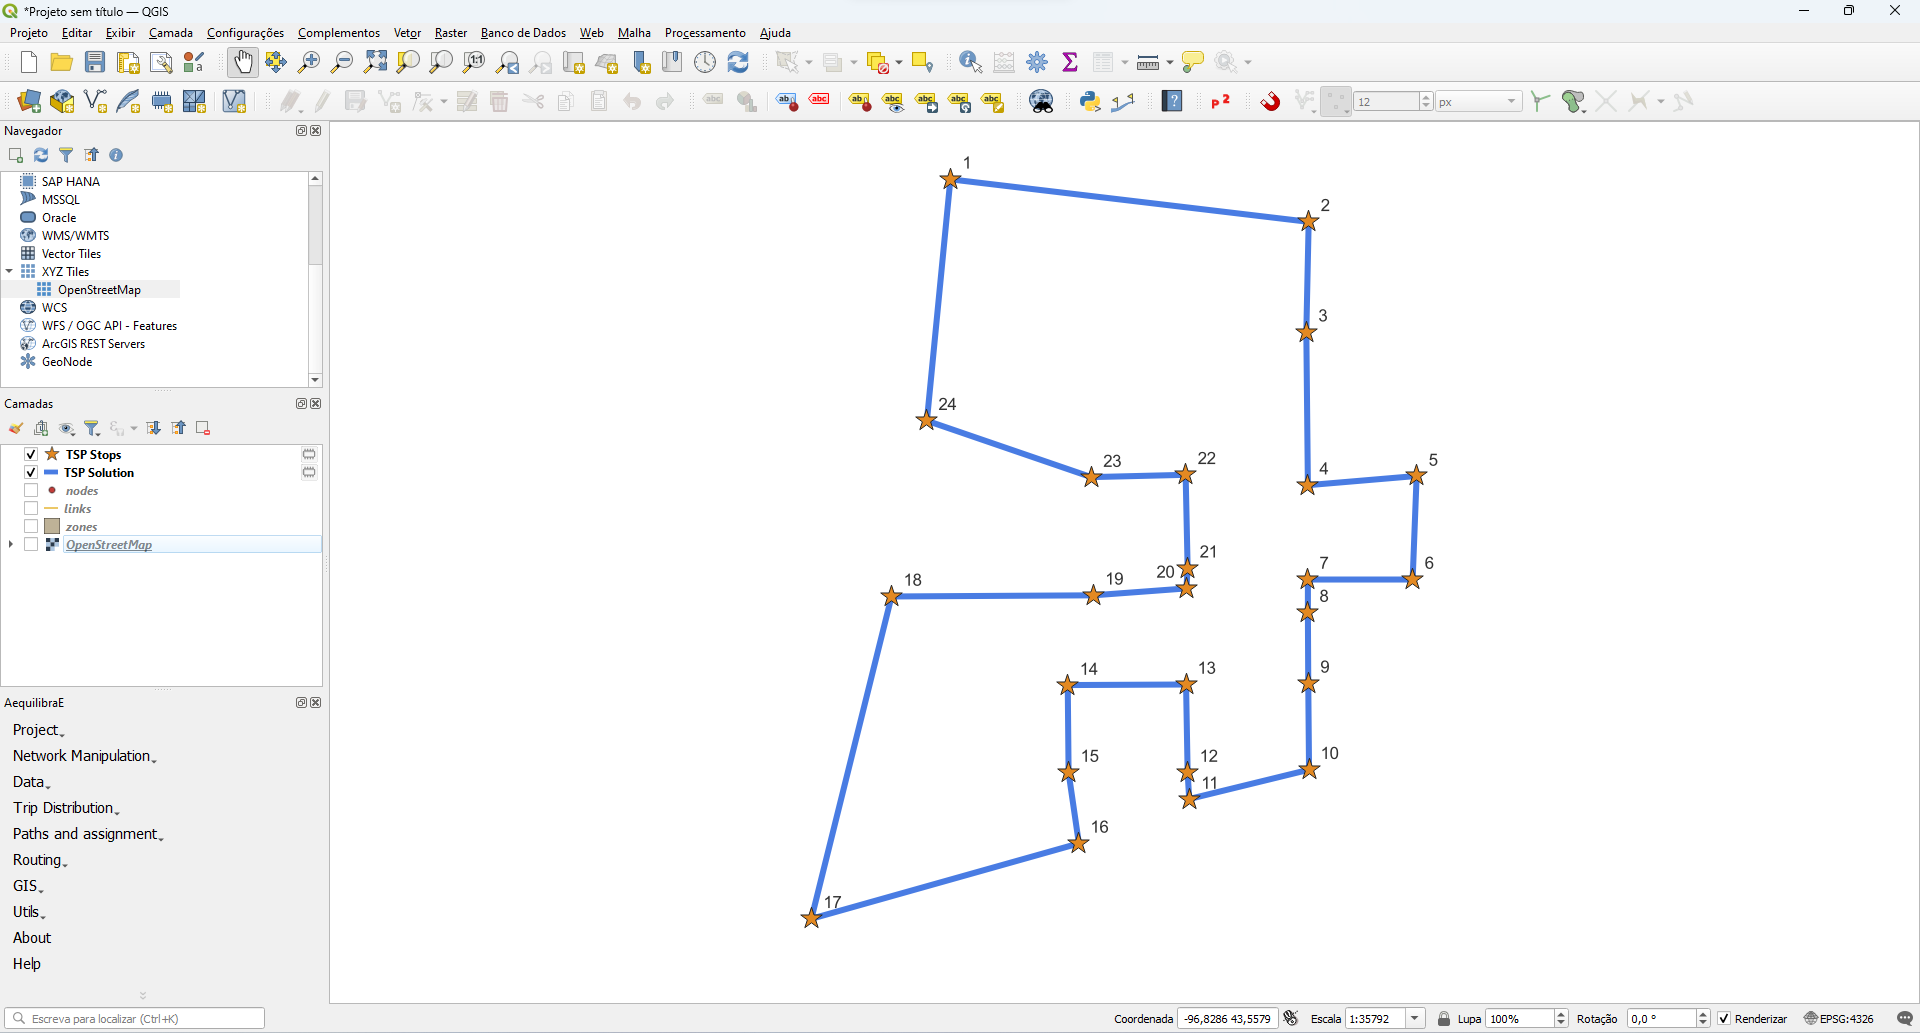 *Projeto sem título — QGIS
Projeto Editar Exibir Camada Configurações Complementos Vetor Raster Banco de Dados Web Malha Processamento Ajuda
12 px
Navegador
SAP HANA
MSSQL
Oracle
WMS/WMTS
Vector Tiles
XYZ Tiles
OpenStreetMap
WCS
WFS / OGC API - Features
ArcGIS REST Servers
GeoNode
Camadas
TSP Stops
TSP Solution
nodes
links
zones
OpenStreetMap
AequilibraE
Project
Network Manipulation
Data
Trip Distribution
Paths and assignment
Routing
GIS
Utils
About
Help
1
2
3
24
23
22
4
5
21
20
19
18
7
6
8
14
13
9
15
12
11
10
16
17
Escreva para localizar (Ctrl+K)
Coordenada -96,8286 43,5579 Escala 1:35792 Lupa 100% Rotação 0,0 ° Renderizar EPSG:4326